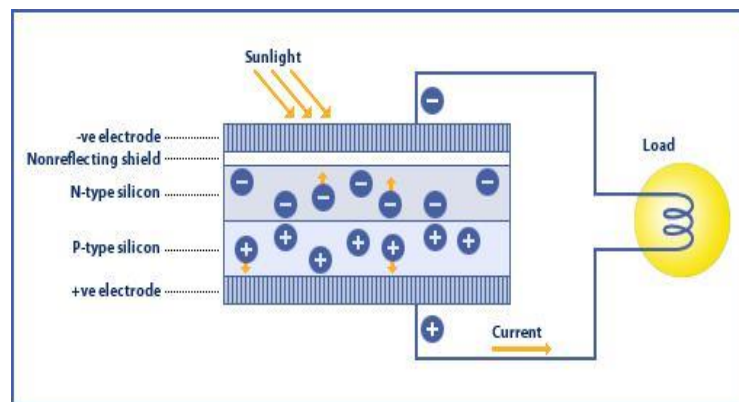 Sunlight
-ve electrode
Nonreflecting shield
N-type silicon
P-type silicon
+ve electrode
Load
Current